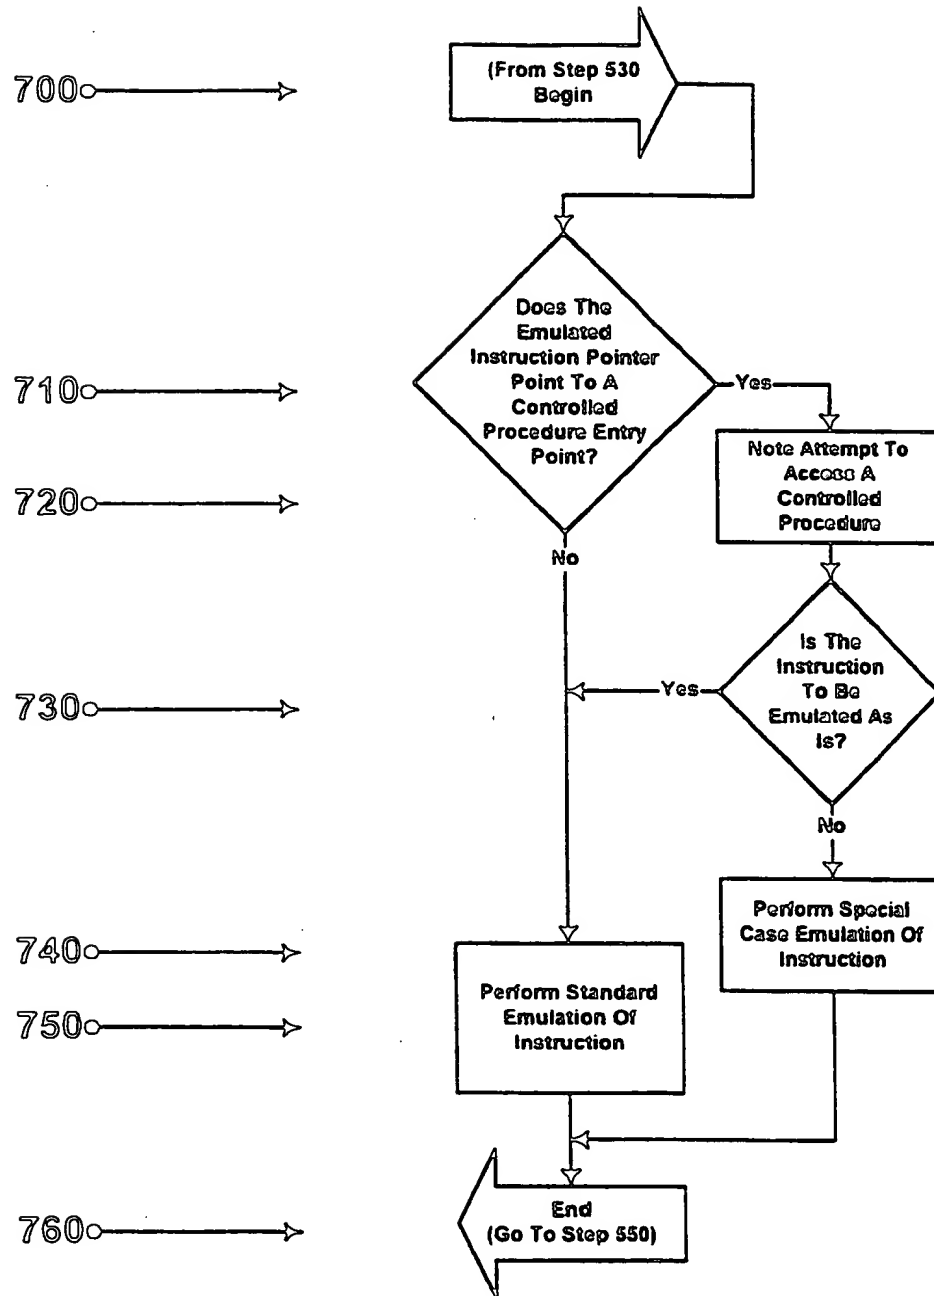 700
(From Step 530
Begin
710
Does The
Emulated
Instruction Pointer
Point To A
Controlled
Procedure Entry
Point?
Yes
No
720
Note Attempt To
Access A
Controlled
Procedure
730
Is The
Instruction
To Be
Emulated As
Is?
Yes
No
740
Perform Special
Case Emulation Of
Instruction
750
Perform Standard
Emulation Of
Instruction
760
End
(Go To Step 550)